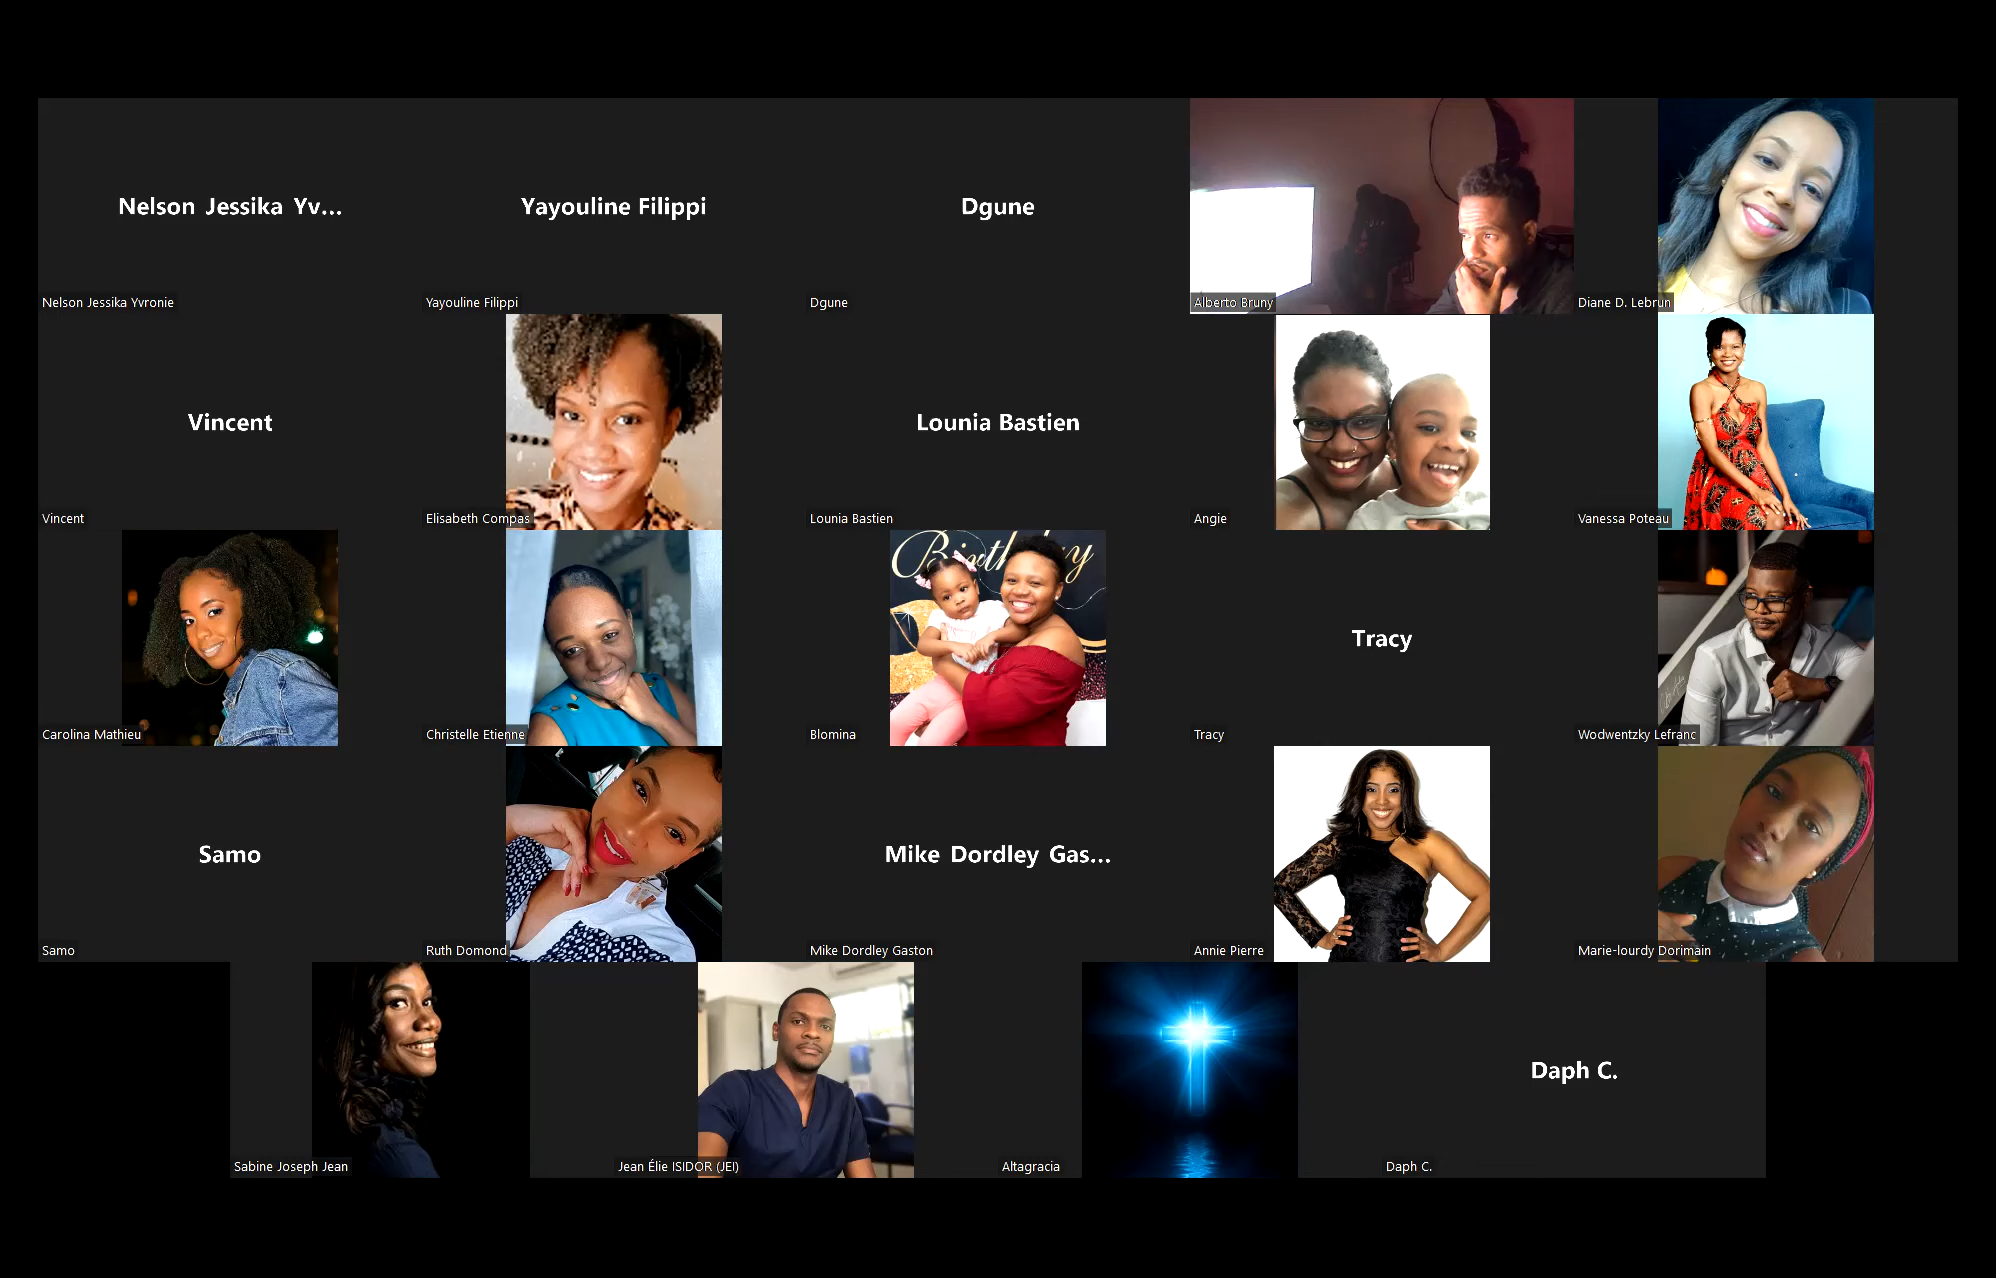 Nelson Jessika Yv...
Nelson Jessika Yvronie
Yayouline Filippi
Yayouline Filippi
Dgune
Dgune
Alberto Bruny
Diane D. Lebrun
Vincent
Vincent
Elisabeth Compas
Lounia Bastien
Lounia Bastien
Angie
Vanessa Poteau
Carolina Mathieu
Christelle Etienne
Birthday
Blomina
Tracy
Tracy
Wodwentzky Lefranc
Samo
Samo
Ruth Domond
Mike Dordley Gas...
Mike Dordley Gaston
Annie Pierre
Marie-lourdy Dorimain
Sabine Joseph Jean
Jean Élie ISIDOR (JEI)
Altagracia
Daph C.
Daph C.